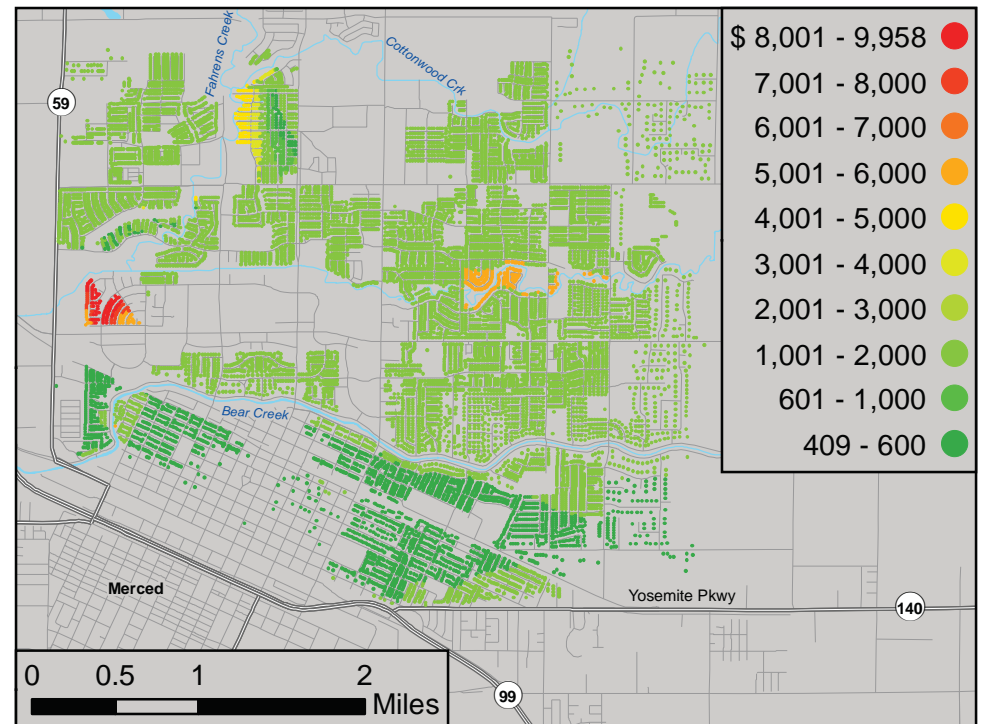 $ 8,001 - 9,958
7,001 - 8,000
6,001 - 7,000
5,001 - 6,000
4,001 - 5,000
3,001 - 4,000
2,001 - 3,000
1,001 - 2,000
601 - 1,000
409 - 600
Fahrens Creek
Cottonwood Crk
59
Bear Creek
Merced
Yosemite Pkwy
140
99
0 0.5 1 2
Miles